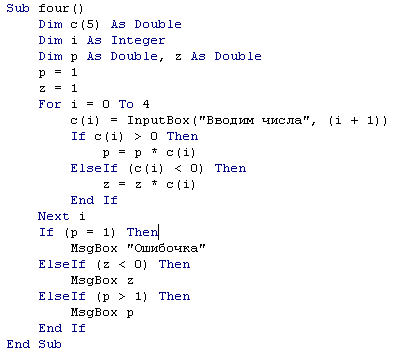 Sub four()
Dim c(5) As Double
Dim i As Integer
Dim p As Double, z As Double
p = 1
z = 1
For i = 0 To 4
c(i) = InputBox("Вводим числа", (i + 1))
If c(i) > 0 Then
p = p * c(i)
ElseIf (c(i) < 0) Then
z = z * c(i)
End If
Next i
If (p = 1) Then
MsgBox "Ошибочка"
ElseIf (z < 0) Then
MsgBox z
ElseIf (p > 1) Then
MsgBox p
End If
End Sub